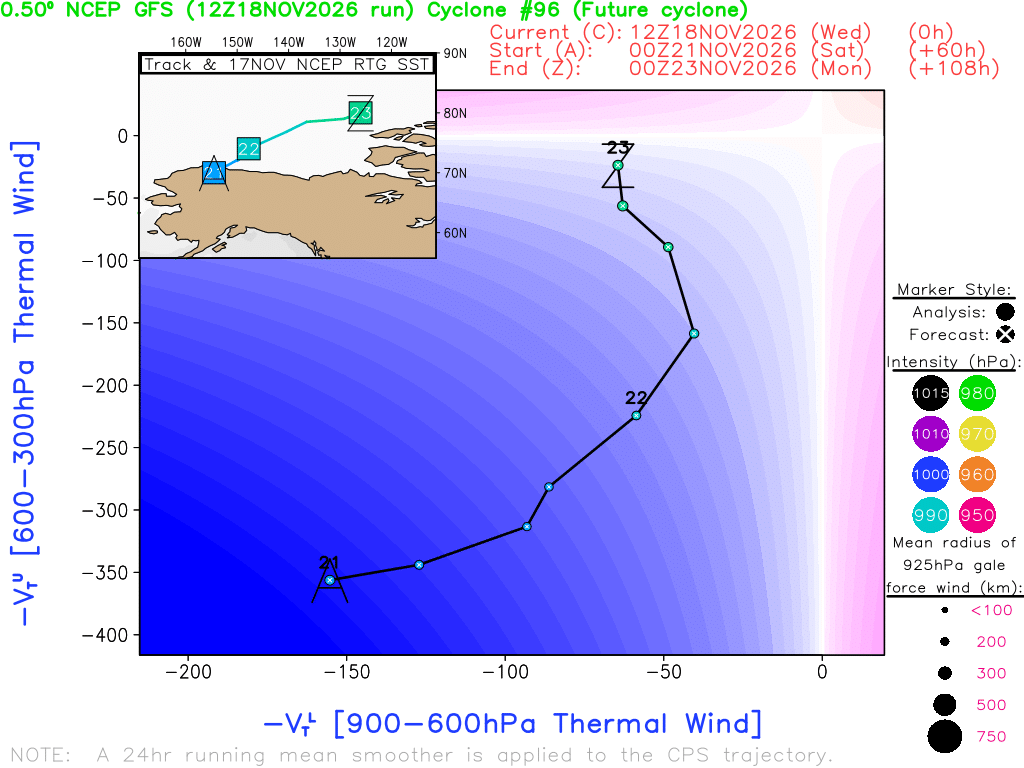 0.50° NCEP GFS (12Z18NOV2026 run) Cyclone #96 (Future cyclone)
Current (C): 12Z18NOV2026 (Wed) (0h)
Start (A): 00Z21NOV2026 (Sat) (+60h)
End (Z): 00Z23NOV2026 (Mon) (+108h)
160W 150W 140W 130W 120W
Track & 17NOV NCEP RTG SST
90N
80N
70N
60N
23
22
21
A
Z
23
Z
22
21
A
0
−50
−100
−150
−200
−250
−300
−350
−400
−200 −150 −100 −50 0
−VTU [600−300hPa Thermal Wind]
−VTL [900−600hPa Thermal Wind]
Marker Style:
Analysis:
Forecast:
Intensity (hPa):
1015 980
1010 970
1000 960
990 950
Mean radius of
925hPa gale
force wind (km):
<100
200
300
500
750
NOTE: A 24hr running mean smoother is applied to the CPS trajectory.